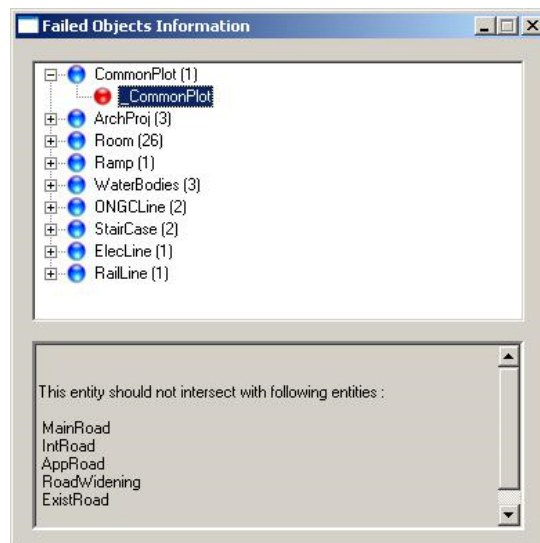 Failed Objects Information
CommonPlot (1)
_CommonPlot
ArchProj (3)
Room (26)
Ramp (1)
WaterBodies (3)
ONGCLine (2)
StairCase (2)
ElecLine (1)
RailLine (1)
This entity should not intersect with following entities :
MainRoad
IntRoad
AppRoad
RoadWidening
ExistRoad